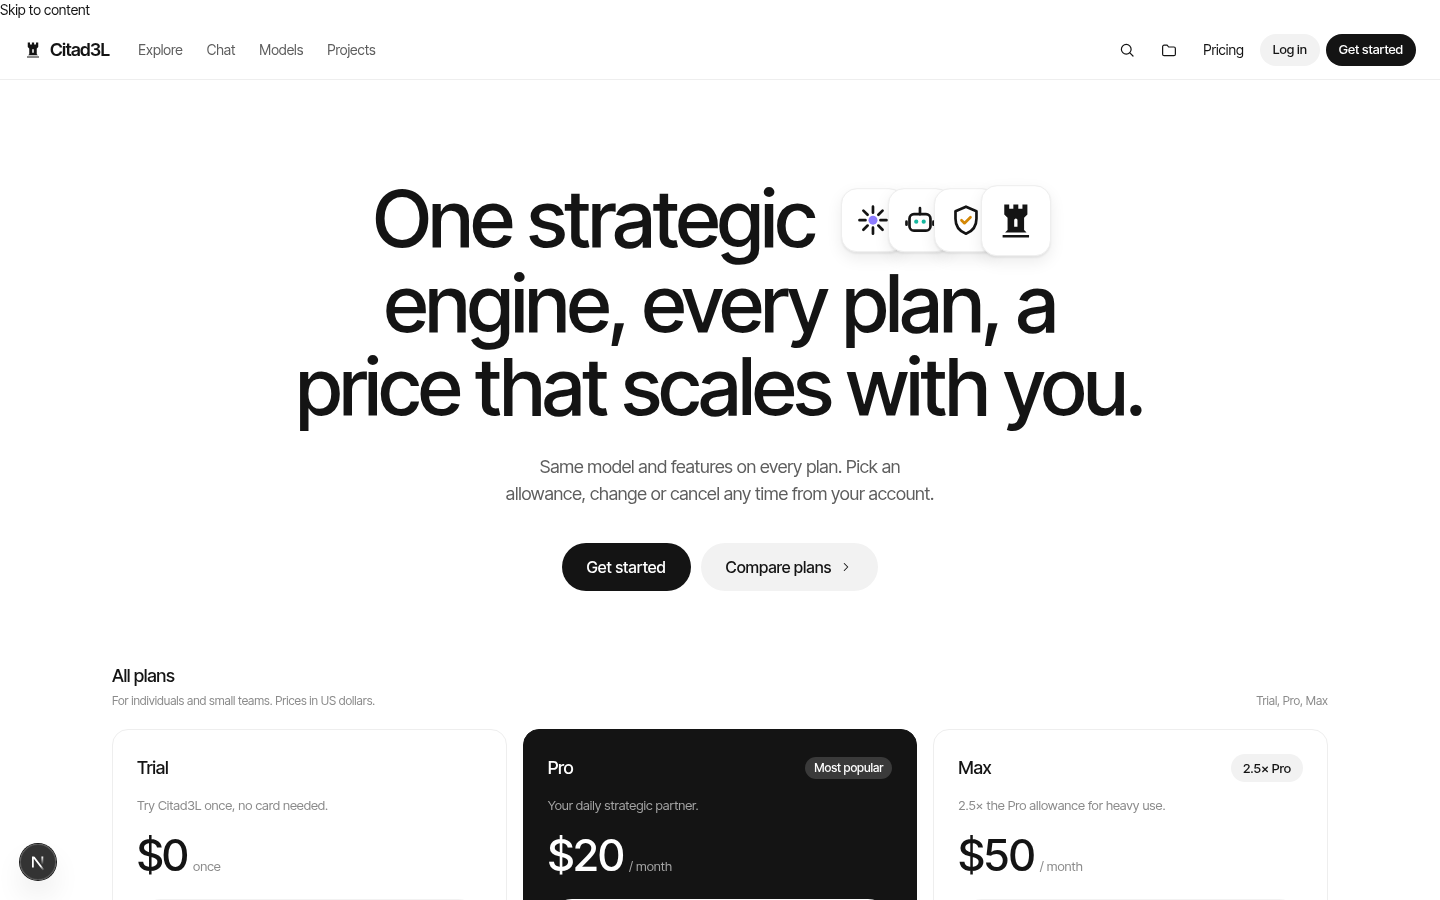 Skip to content
Citad3L
Explore
Chat
Models
Projects
Pricing
Log in
Get started
One strategic
engine, every plan, a
price that scales with you.
Same model and features on every plan. Pick an
allowance, change or cancel any time from your account.
Get started
Compare plans
All plans
For individuals and small teams. Prices in US dollars.
Trial, Pro, Max
Trial
Try Citad3L once, no card needed.
$0 once
Pro
Most popular
Your daily strategic partner.
$20 / month
Max
2.5× Pro
2.5× the Pro allowance for heavy use.
$50 / month
N